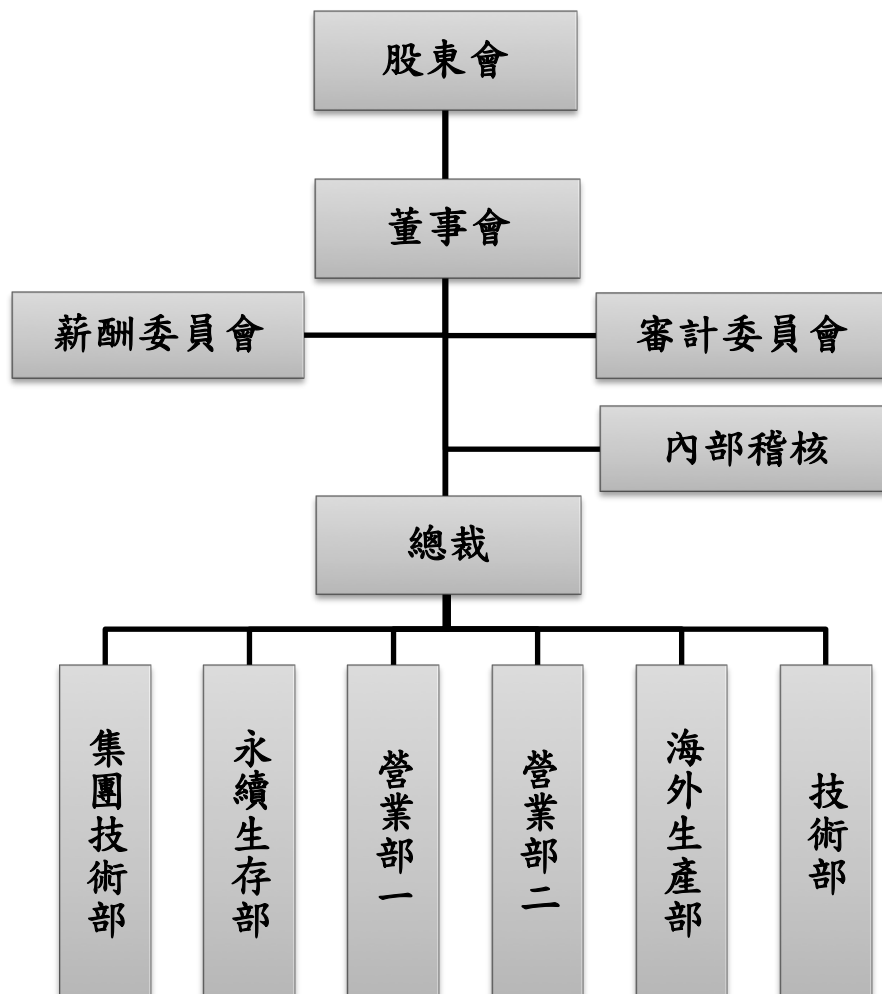 股東會
董事會
薪酬委員會
審計委員會
內部稽核
總裁
集團技術部
永續生存部
營業部一
營業部二
海外生產部
技術部